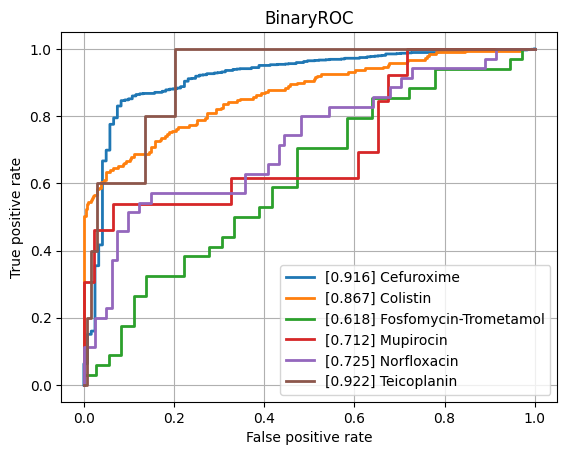 BinaryROC
1.0
0.8
0.6
0.4
0.2
0.0
True positive rate
[0.916] Cefuroxime
[0.867] Colistin
[0.618] Fosfomycin-Trometamol
[0.712] Mupirocin
[0.725] Norfloxacin
[0.922] Teicoplanin
0.0 0.2 0.4 0.6 0.8 1.0
False positive rate